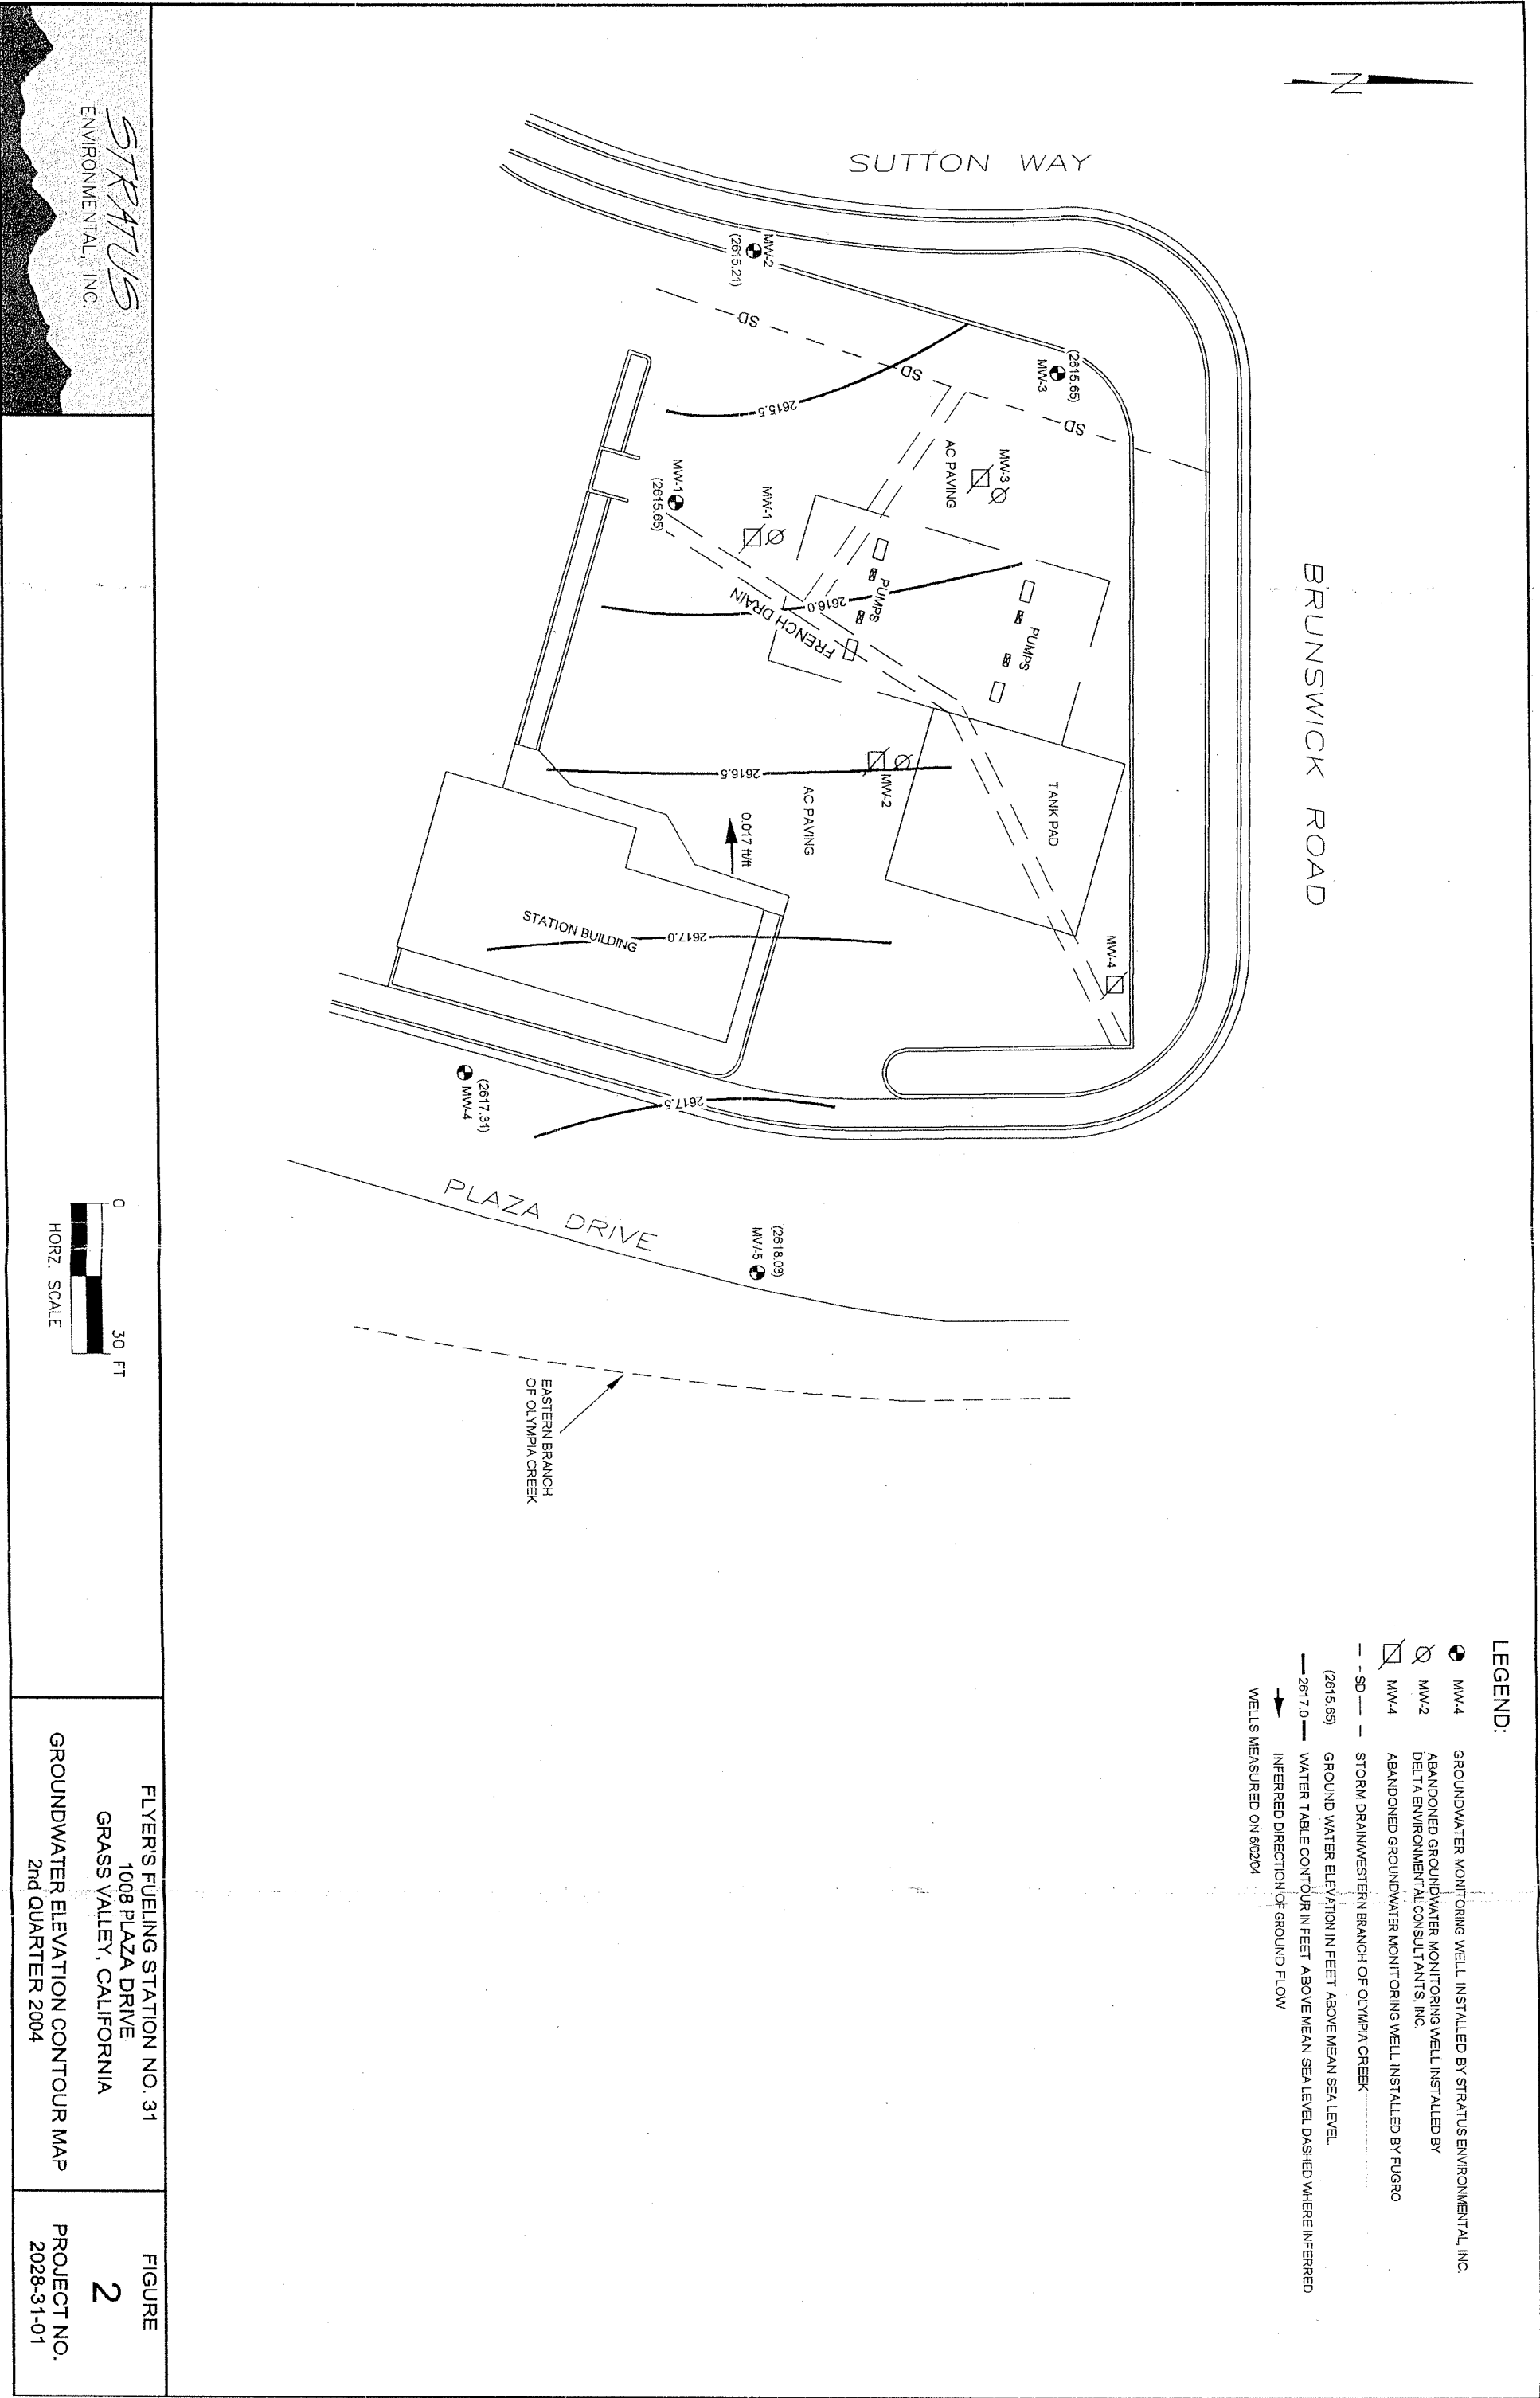 N
SUTTON WAY
BRUNSWICK ROAD
(2615.65)
MW-3
MW-2
(2615.21)
SD
SD
SD
2615.5
AC PAVING
MW-3
MW-1
MW-1
(2615.65)
PUMPS
PUMPS
2616.0
FRENCH DRAIN
TANK PAD
MW-2
2616.5
AC PAVING
0.017 ft/ft
MW-4
STATION BUILDING
2617.0
2617.5
(2617.31)
MW-4
PLAZA DRIVE
(2618.03)
MW-5
EASTERN BRANCH
OF OLYMPIA CREEK
LEGEND:
MW-4 GROUNDWATER MONITORING WELL INSTALLED BY STRATUS ENVIRONMENTAL, INC.
MW-2 ABANDONED GROUNDWATER MONITORING WELL INSTALLED BY
DELTA ENVIRONMENTAL CONSULTANTS, INC.
MW-4 ABANDONED GROUNDWATER MONITORING WELL INSTALLED BY FUGRO
SD STORM DRAIN/WESTERN BRANCH OF OLYMPIA CREEK
(2615.65) GROUND WATER ELEVATION IN FEET ABOVE MEAN SEA LEVEL
2617.0 WATER TABLE CONTOUR IN FEET ABOVE MEAN SEA LEVEL DASHED WHERE INFERRED
INFERRED DIRECTION OF GROUND FLOW
WELLS MEASURED ON 6/02/04
STRATUS
ENVIRONMENTAL, INC.
0 30 FT
HORZ. SCALE
FLYER'S FUELING STATION NO. 31
1008 PLAZA DRIVE
GRASS VALLEY, CALIFORNIA
GROUNDWATER ELEVATION CONTOUR MAP
2nd QUARTER 2004
FIGURE
2
PROJECT NO.
2028-31-01